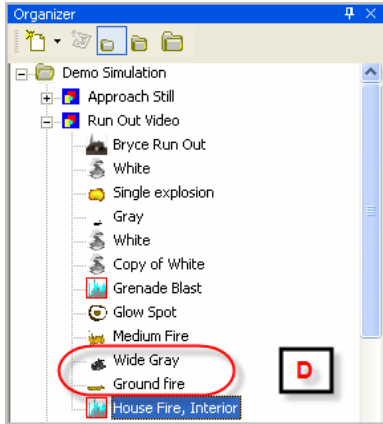 Organizer
Demo Simulation
Approach Still
Run Out Video
Bryce Run Out
White
Single explosion
Gray
White
Copy of White
Grenade Blast
Glow Spot
Medium Fire
Wide Gray
Ground fire
D
House Fire, Interior